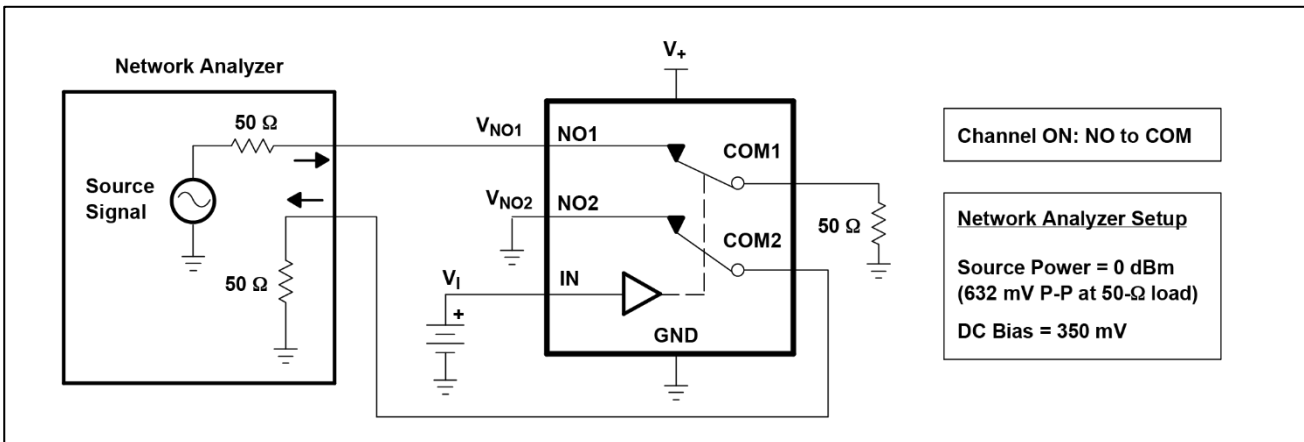 Network Analyzer
50 Ω
Source
Signal
50 Ω
V+
VNO1
NO1
COM1
VNO2
NO2
COM2
50 Ω
VI
IN
+
GND
Channel ON: NO to COM
Network Analyzer Setup
Source Power = 0 dBm
(632 mV P-P at 50-Ω load)
DC Bias = 350 mV